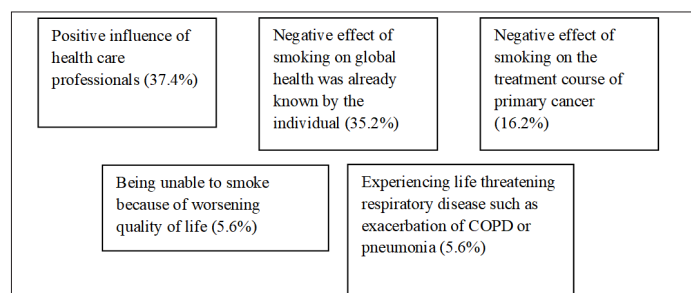 Positive influence of
health care
professionals (37.4%)
Negative effect of
smoking on global
health was already
known by the
individual (35.2%)
Negative effect of
smoking on the
treatment course of
primary cancer
(16.2%)
Being unable to smoke
because of worsening
quality of life (5.6%)
Experiencing life threatening
respiratory disease such as
exacerbation of COPD or
pneumonia (5.6%)